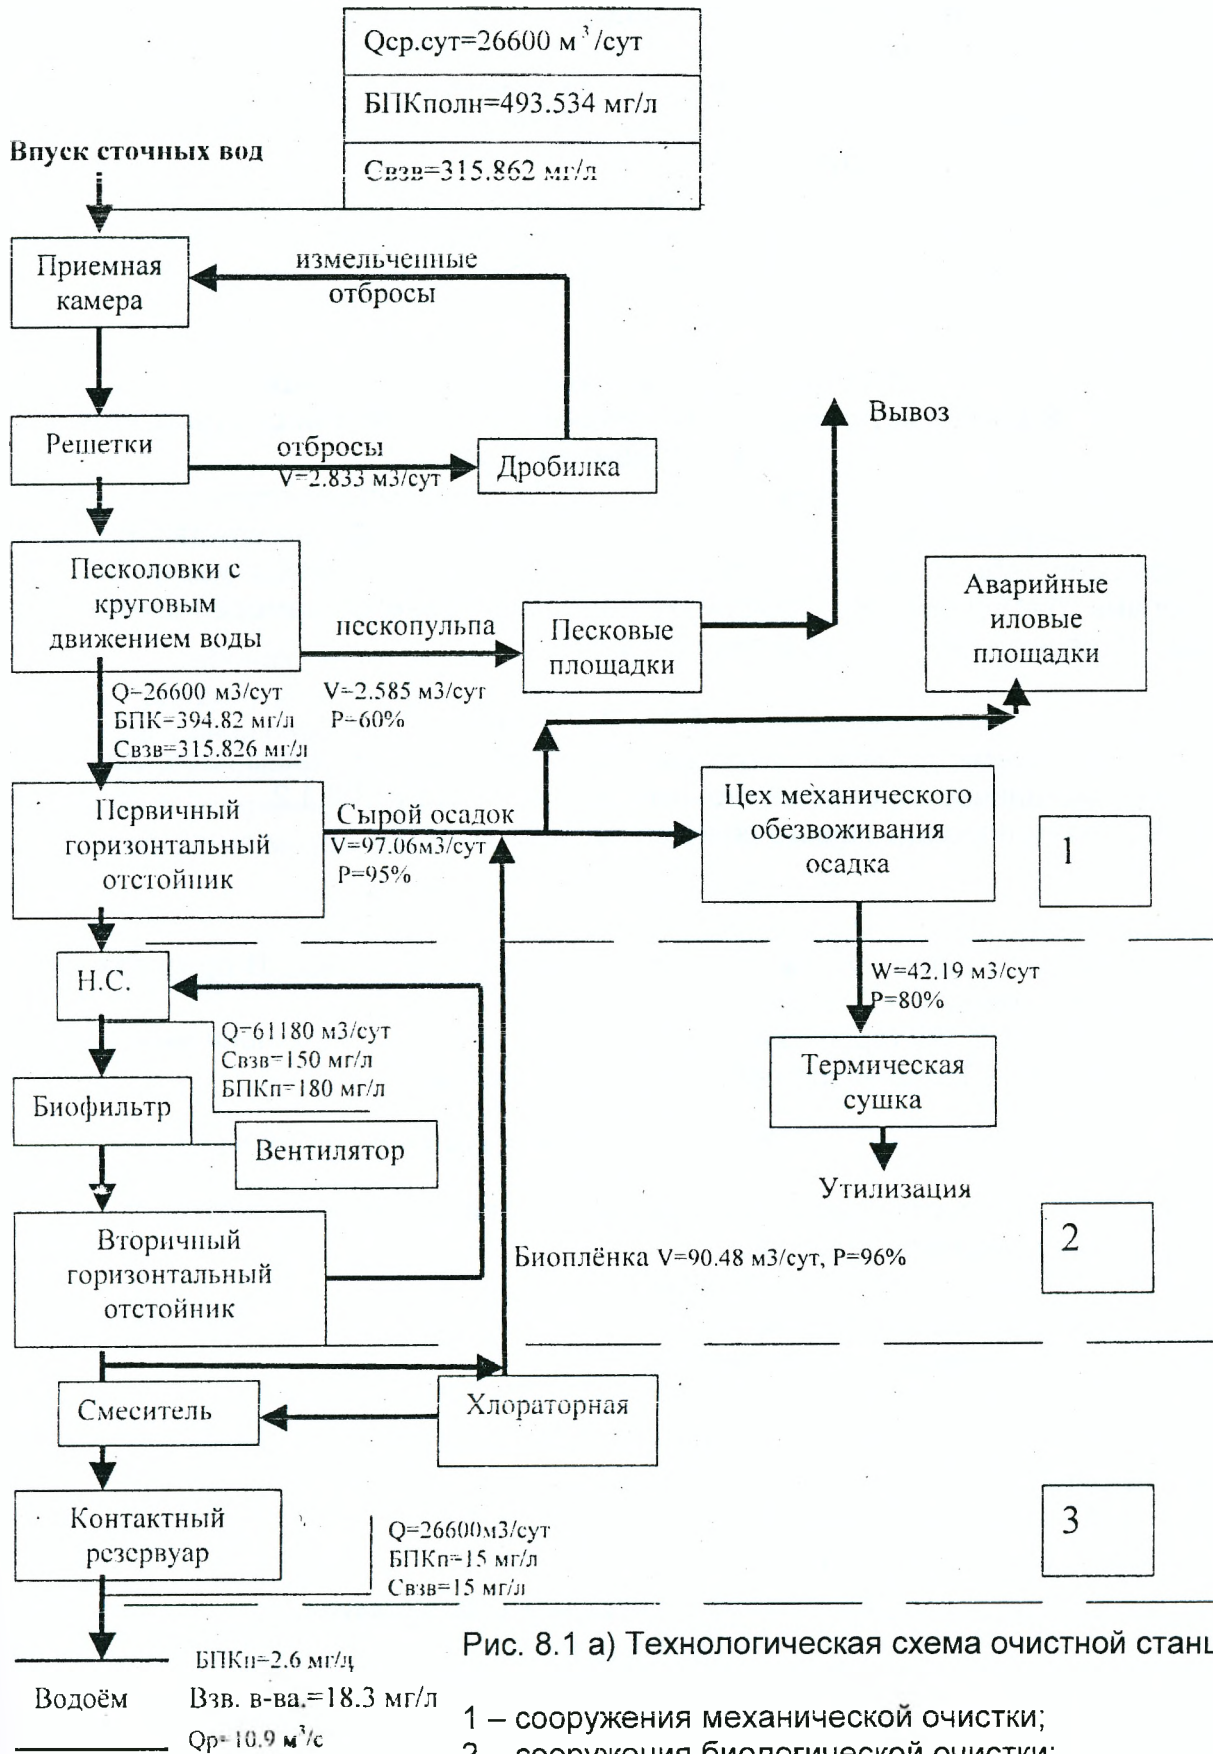 Qср.сут=26600 м³/сут
БПКполн=493.534 мг/л
Впуск сточных вод
Свзв=315.862 мг/л
Приемная
камера
измельченные
отбросы
Вывоз
Решетки
отбросы
V=2.833 м3/сут
Дробилка
Песколовки с
круговым
движением воды
пескопульпа
Песковые
площадки
Аварийные
иловые
площадки
Q=26600 м3/сут
БПК=394.82 мг/л
Свзв=315.826 мг/л
V=2.585 м3/сут
P=60%
Первичный
горизонтальный
отстойник
Сырой осадок
V=97.06м3/сут
P=95%
Цех механического
обезвоживания
осадка
1
Н.С.
W=42.19 м3/сут
P=80%
Q=61180 м3/сут
Свзв=150 мг/л
БПКп=180 мг/л
Биофильтр
Вентилятор
Термическая
сушка
Утилизация
Вторичный
горизонтальный
отстойник
Биоплёнка V=90.48 м3/сут, P=96%
2
Смеситель
Хлораторная
Контактный
резервуар
Q=26600м3/сут
БПКп=15 мг/л
Свзв=15 мг/л
3
Рис. 8.1 а) Технологическая схема очистной станц
БПКп=2.6 мг/л
Водоём
Взв. в-ва.=18.3 мг/л
Qр=10.9 м³/с
1 – сооружения механической очистки;
2 – сооружения биологической очистки;